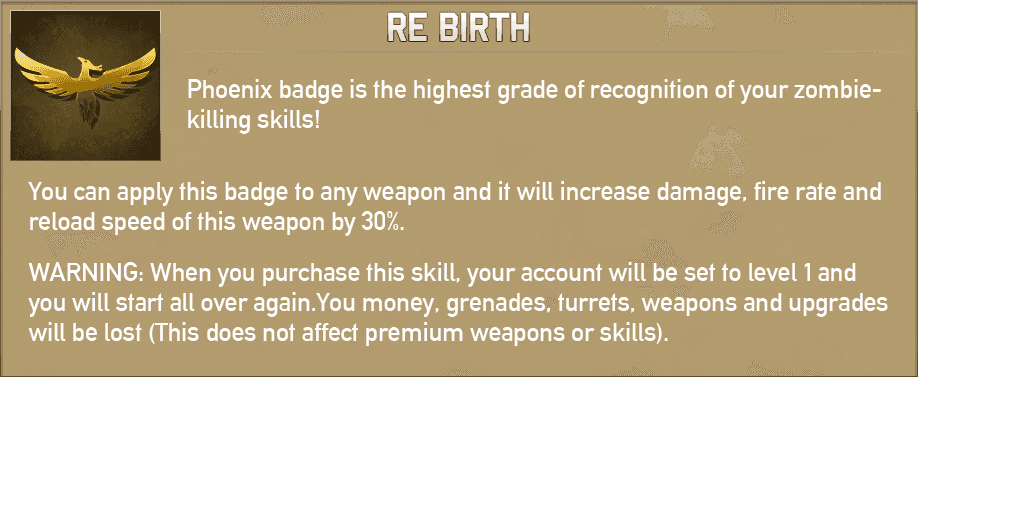 RE BIRTH
Phoenix badge is the highest grade of recognition of your zombie-
killing skills!
You can apply this badge to any weapon and it will increase damage, fire rate and
reload speed of this weapon by 30%.
WARNING: When you purchase this skill, your account will be set to level 1 and
you will start all over again.You money, grenades, turrets, weapons and upgrades
will be lost (This does not affect premium weapons or skills).